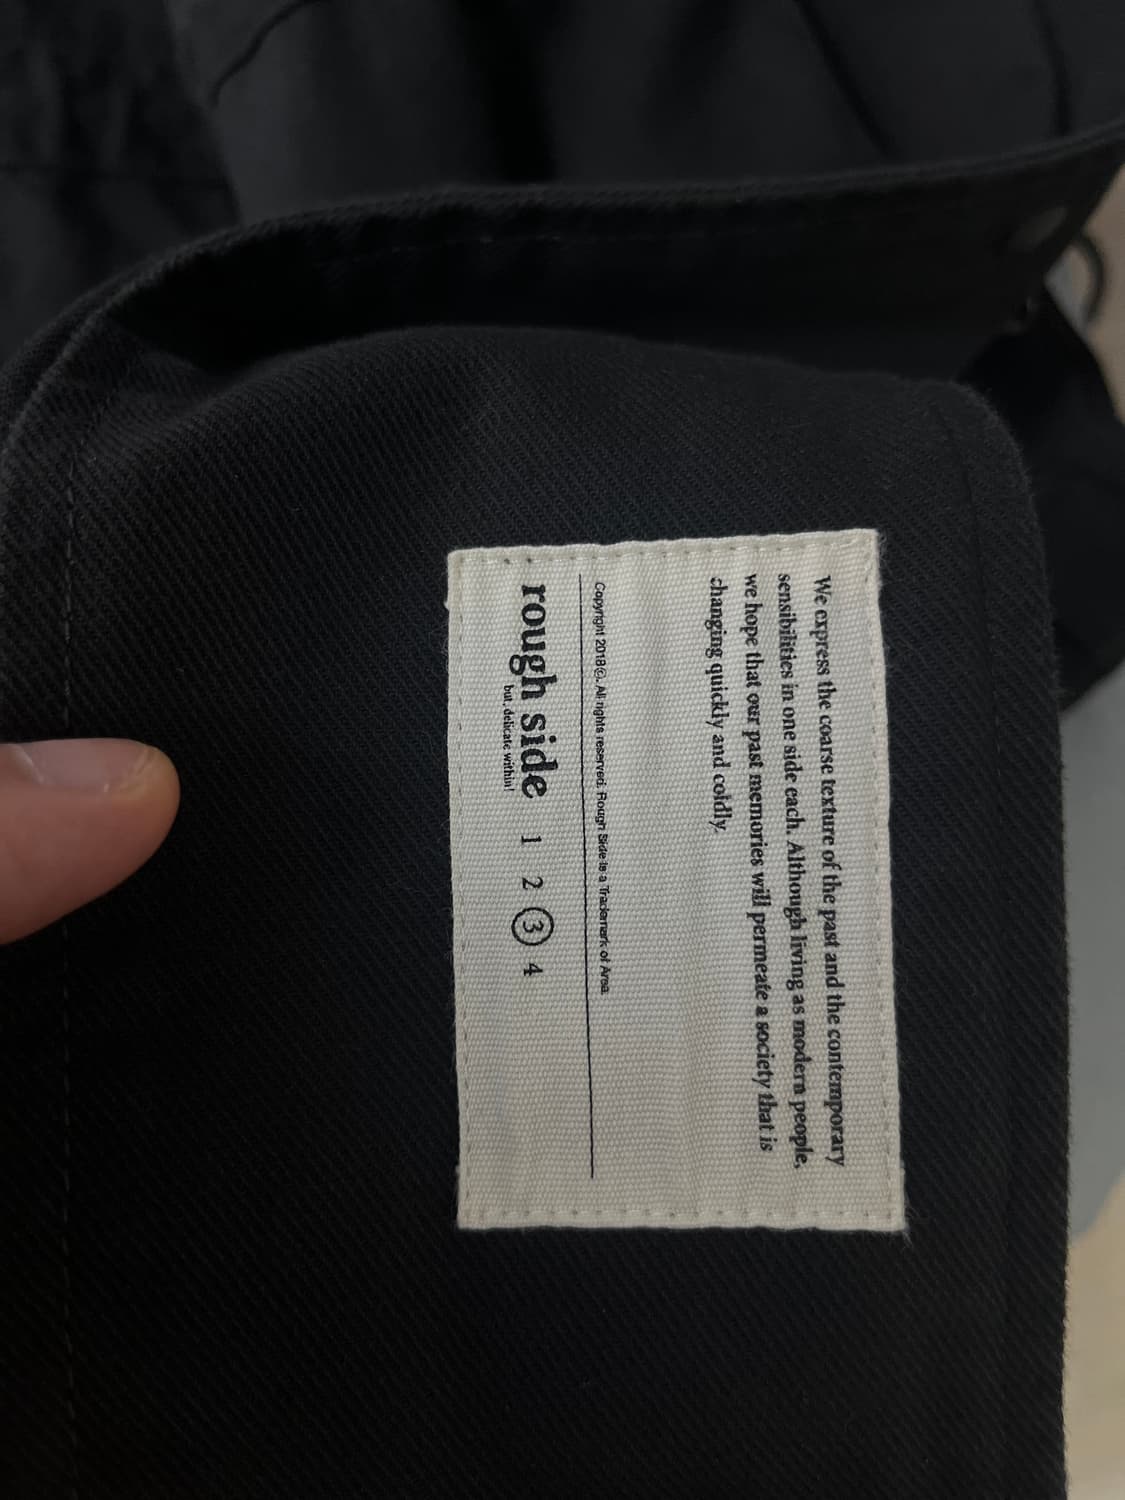 We express the coarse texture of the past and the contemporary
sensibilities in one side each. Although living as modern people,
we hope that our past memories will permeate a society that is
changing quickly and coldly.
Copyright 2018©. All rights reserved. Rough Side is a Trademark of Area.
rough side 1 2 3 4
but, delicate within!